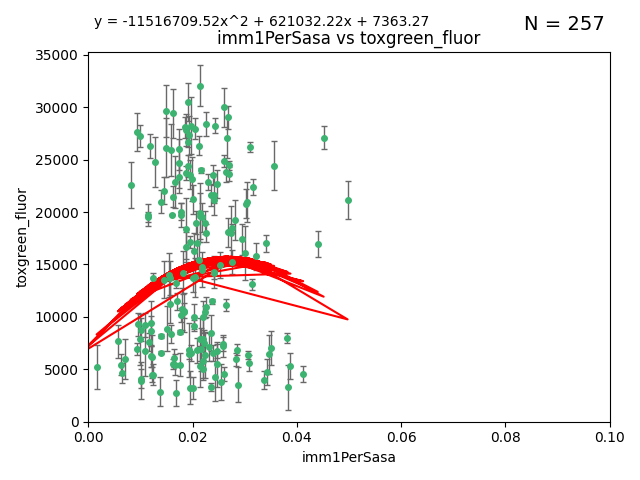 y = -11516709.52x^2 + 621032.22x + 7363.27
N = 257
imm1PerSasa vs toxgreen_fluor
35000
30000
25000
20000
15000
10000
5000
0
toxgreen_fluor
0.00 0.02 0.04 0.06 0.08 0.10
imm1PerSasa